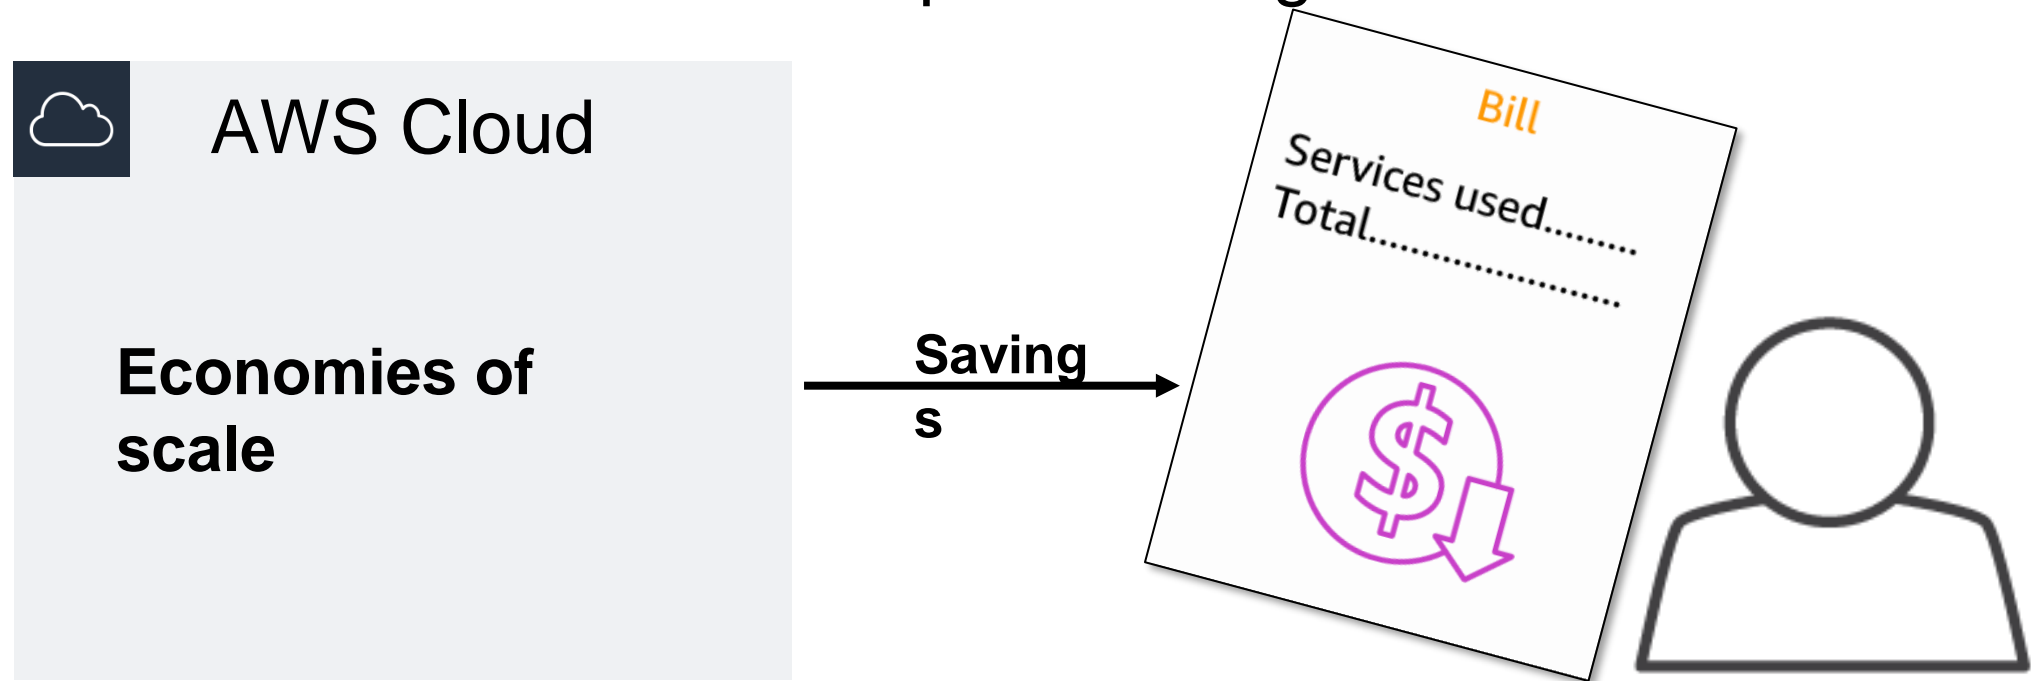 AWS Cloud
Economies of
scale
Saving
s
Bill
Services used.........
Total......................